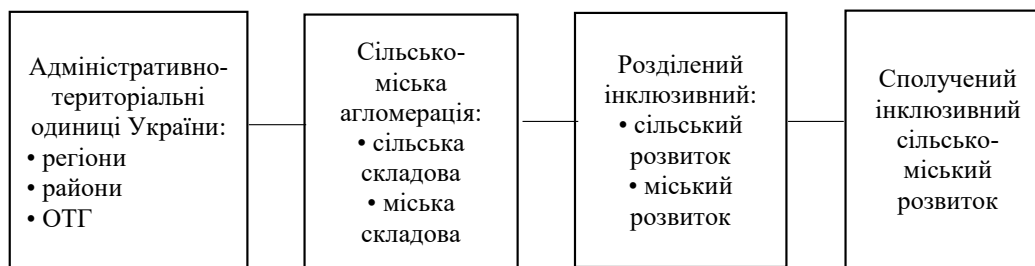 Адміністративно-
територіальні
одиниці України:
• регіони
• райони
• ОТГ
Сільсько-
міська
агломерація:
• сільська
складова
• міська
складова
Розділений
інклюзивний:
• сільський
розвиток
• міський
розвиток
Сполучений
інклюзивний
сільсько-
міський
розвиток